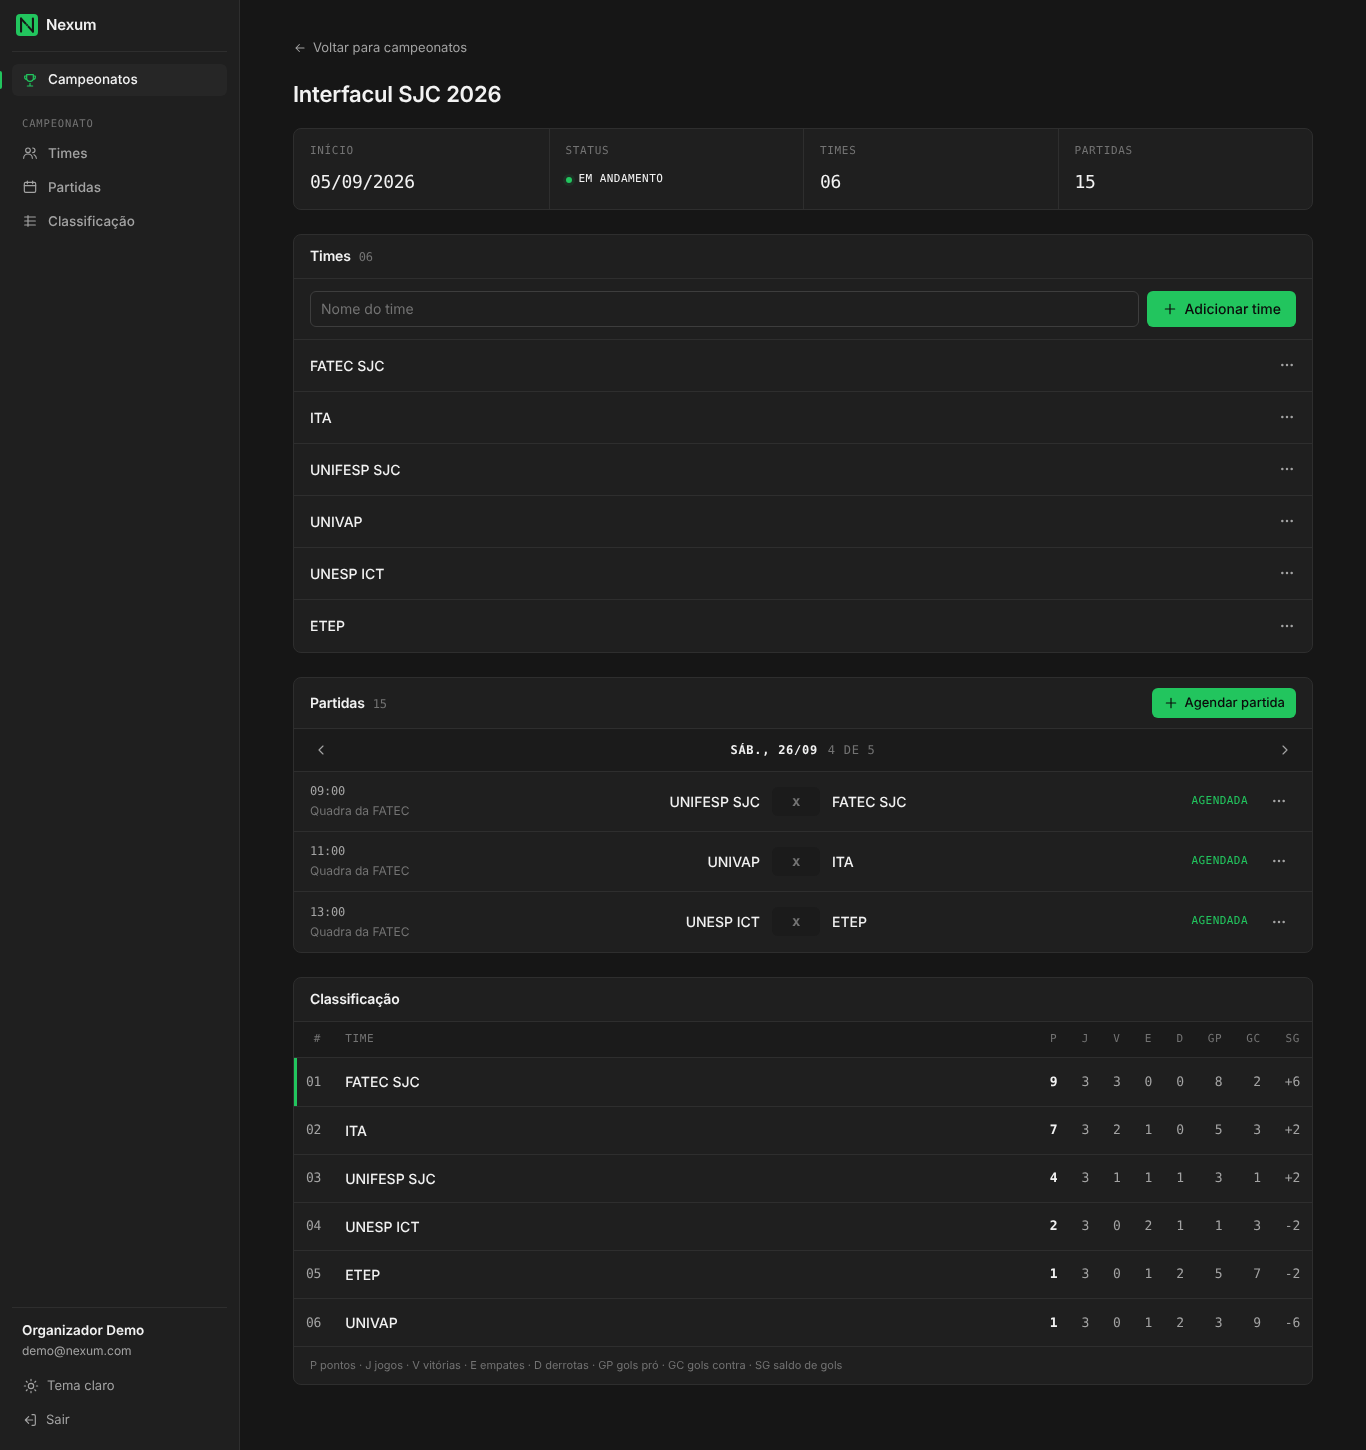 Nexum
Campeonatos
CAMPEONATO
Times
Partidas
Classificação
Organizador Demo
demo@nexum.com
Tema claro
Sair
← Voltar para campeonatos
Interfacul SJC 2026
INÍCIO STATUS TIMES PARTIDAS
05/09/2026 EM ANDAMENTO 06 15
Times 06
Nome do time + Adicionar time
FATEC SJC ...
ITA ...
UNIFESP SJC ...
UNIVAP ...
UNESP ICT ...
ETEP ...
Partidas 15 + Agendar partida
SÁB., 26/09 4 DE 5
09:00
Quadra da FATEC UNIFESP SJC x FATEC SJC AGENDADA ...
11:00
Quadra da FATEC UNIVAP x ITA AGENDADA ...
13:00
Quadra da FATEC UNESP ICT x ETEP AGENDADA ...
Classificação
# TIME P J V E D GP GC SG
01 FATEC SJC 9 3 3 0 0 8 2 +6
02 ITA 7 3 2 1 0 5 3 +2
03 UNIFESP SJC 4 3 1 1 1 3 1 +2
04 UNESP ICT 2 3 0 2 1 1 3 -2
05 ETEP 1 3 0 1 2 5 7 -2
06 UNIVAP 1 3 0 1 2 3 9 -6
P pontos · J jogos · V vitórias · E empates · D derrotas · GP gols pró · GC gols contra · SG saldo de gols